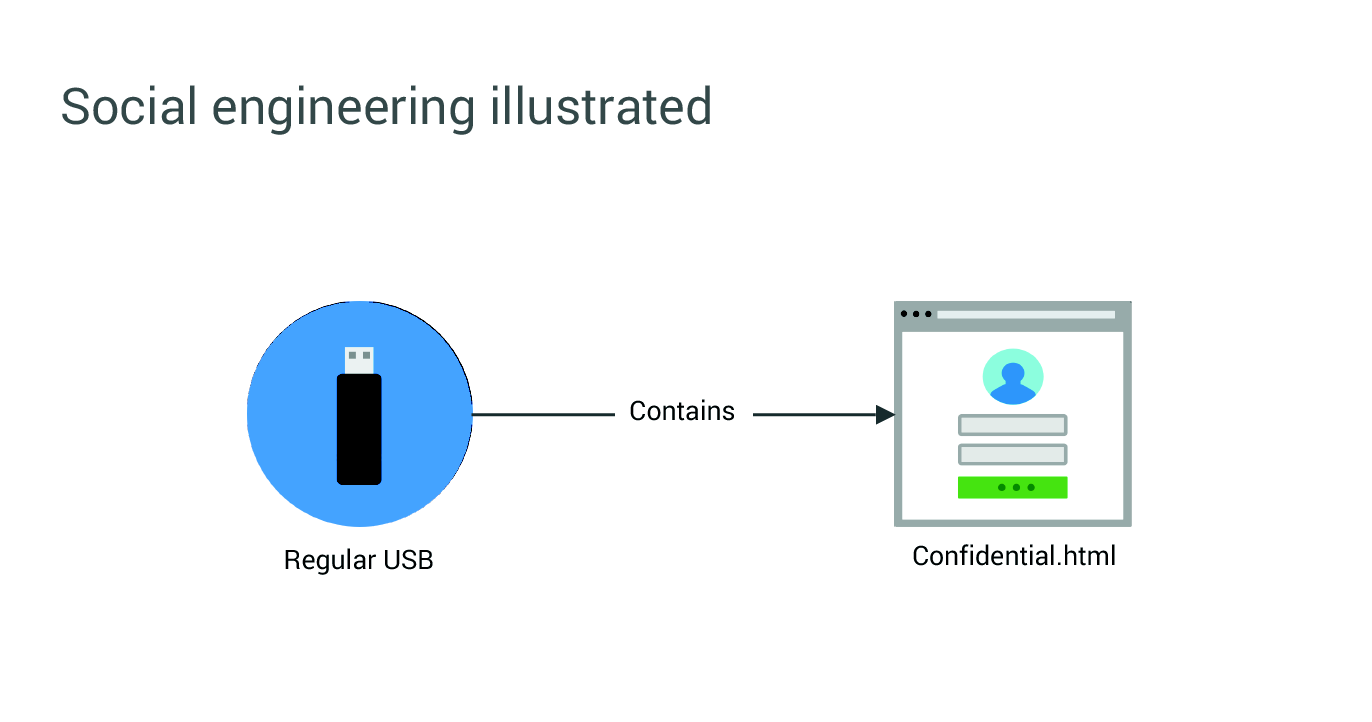 Social engineering illustrated
Contains
Regular USB
Confidential.html